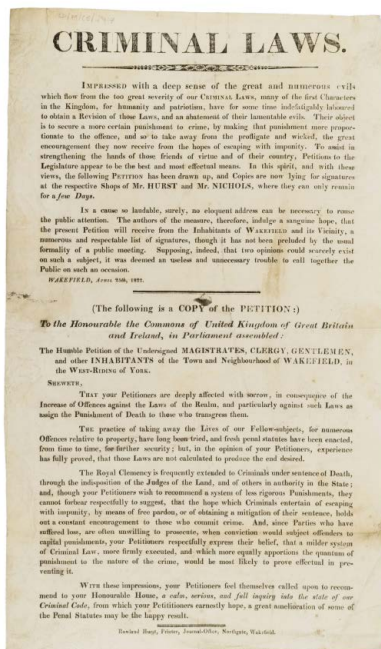 CRIMINAL LAWS.
IMPRESSED with a deep sense of the great and numerous evils
which flow from the too great severity of our CRIMINAL LAWS, many of the first Characters
in the Kingdom, for humanity and patriotism, have for some time indefatigably laboured
to obtain a Revision of those Laws, and an abatement of their lamentable evils. Their object
is to secure a more certain punishment to crime, by making that punishment more propor-
tionate to the offence, and so to take away from the profligate and wicked, the great
encouragement they now receive from the hopes of escaping with impunity. To assist in
strengthening the hands of those friends of virtue and of their country, Petitions to the
Legislature appear to be the best and most effectual means. In this spirit, and with these
views, the following PETITION has been drawn up, and Copies are now lying for signatures
at the respective Shops of Mr. HURST and Mr. NICHOLS, where they can only remain
for a few Days.
IN a cause so laudable, surely, no eloquent address can be necessary to rouse
the public attention. The authors of the measure, therefore, indulge a sanguine hope, that
the present Petition will receive from the Inhabitants of WAKEFIELD and its Vicinity, a
numerous and respectable list of signatures, though it has not been preluded by the usual
formality of a public meeting. Supposing, indeed, that two opinions could scarcely exist
on such a subject, it was deemed an useless and unnecessary trouble to call together the
Public on such an occasion.
WAKEFIELD, APRIL 25th, 1822.
(The following is a COPY of the PETITION:)
To the Honourable the Commons of United Kingdom of Great Britain
and Ireland, in Parliament assembled:
The Humble Petition of the Undersigned MAGISTRATES, CLERGY, GENTLEMEN,
and other INHABITANTS of the Town and Neighbourhood of WAKEFIELD, in
the WEST-RIDING of YORK.
SHEWETH,
THAT your Petitioners are deeply affected with sorrow, in consequence of the
Increase of Offences against the Laws of the Realm, and particularly against such Laws as
assign the Punishment of Death to those who transgress them.
THE practice of taking away the Lives of our Fellow-subjects, for numerous
Offences relative to property, have long been tried, and fresh penal statutes have been enacted,
from time to time, for further security; but, in the opinion of your Petitioners, experience
has fully proved, that those Laws are not calculated to produce the end desired.
The Royal Clemency is frequently extended to Criminals under sentence of Death,
through the indisposition of the Judges of the Land, and of others in authority in the State;
and, though your Petitioners wish to recommend a system of less rigorous Punishments, they
cannot forbear respectfully to suggest, that the hope which Criminals entertain of escaping
with impunity, by means of free pardon, or of obtaining a mitigation of their sentence, holds
out a constant encouragement to those who commit crime. And, since Parties who have
suffered loss, are often unwilling to prosecute, when conviction would subject offenders to
capital punishments, your Petitioners respectfully express their belief, that a milder system
of Criminal Law, more firmly executed, and which more equally apportions the quantum of
punishment to the nature of the crime, would be most likely to prove effectual in pre-
venting it.
WITH these impressions, your Petitioners feel themselves called upon to recom-
mend to your Honourable House, a calm, serious, and full inquiry into the state of our
Criminal Code, from which your Petititioners earnestly hope, a great amelioration of some of
the Penal Statutes may be the happy result.
Rowland Hurst, Printer, Journal-Office, Northgate, Wakefield.